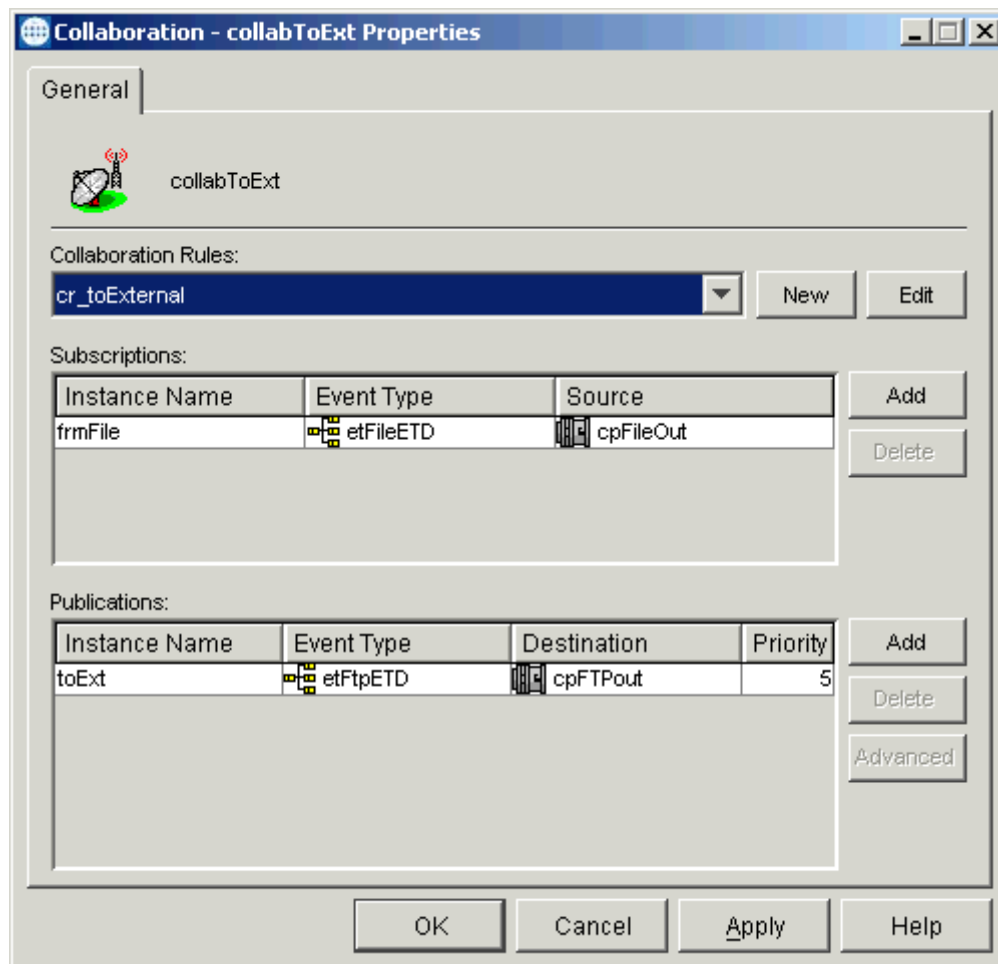 Collaboration - collabToExt Properties
General
collabToExt
Collaboration Rules:
cr_toExternal New Edit
Subscriptions:
Instance Name Event Type Source Add
frmFile etFileETD cpFileOut
Delete
Publications:
Instance Name Event Type Destination Priority Add
toExt etFtpETD cpFTPout 5
Delete
Advanced
OK Cancel Apply Help